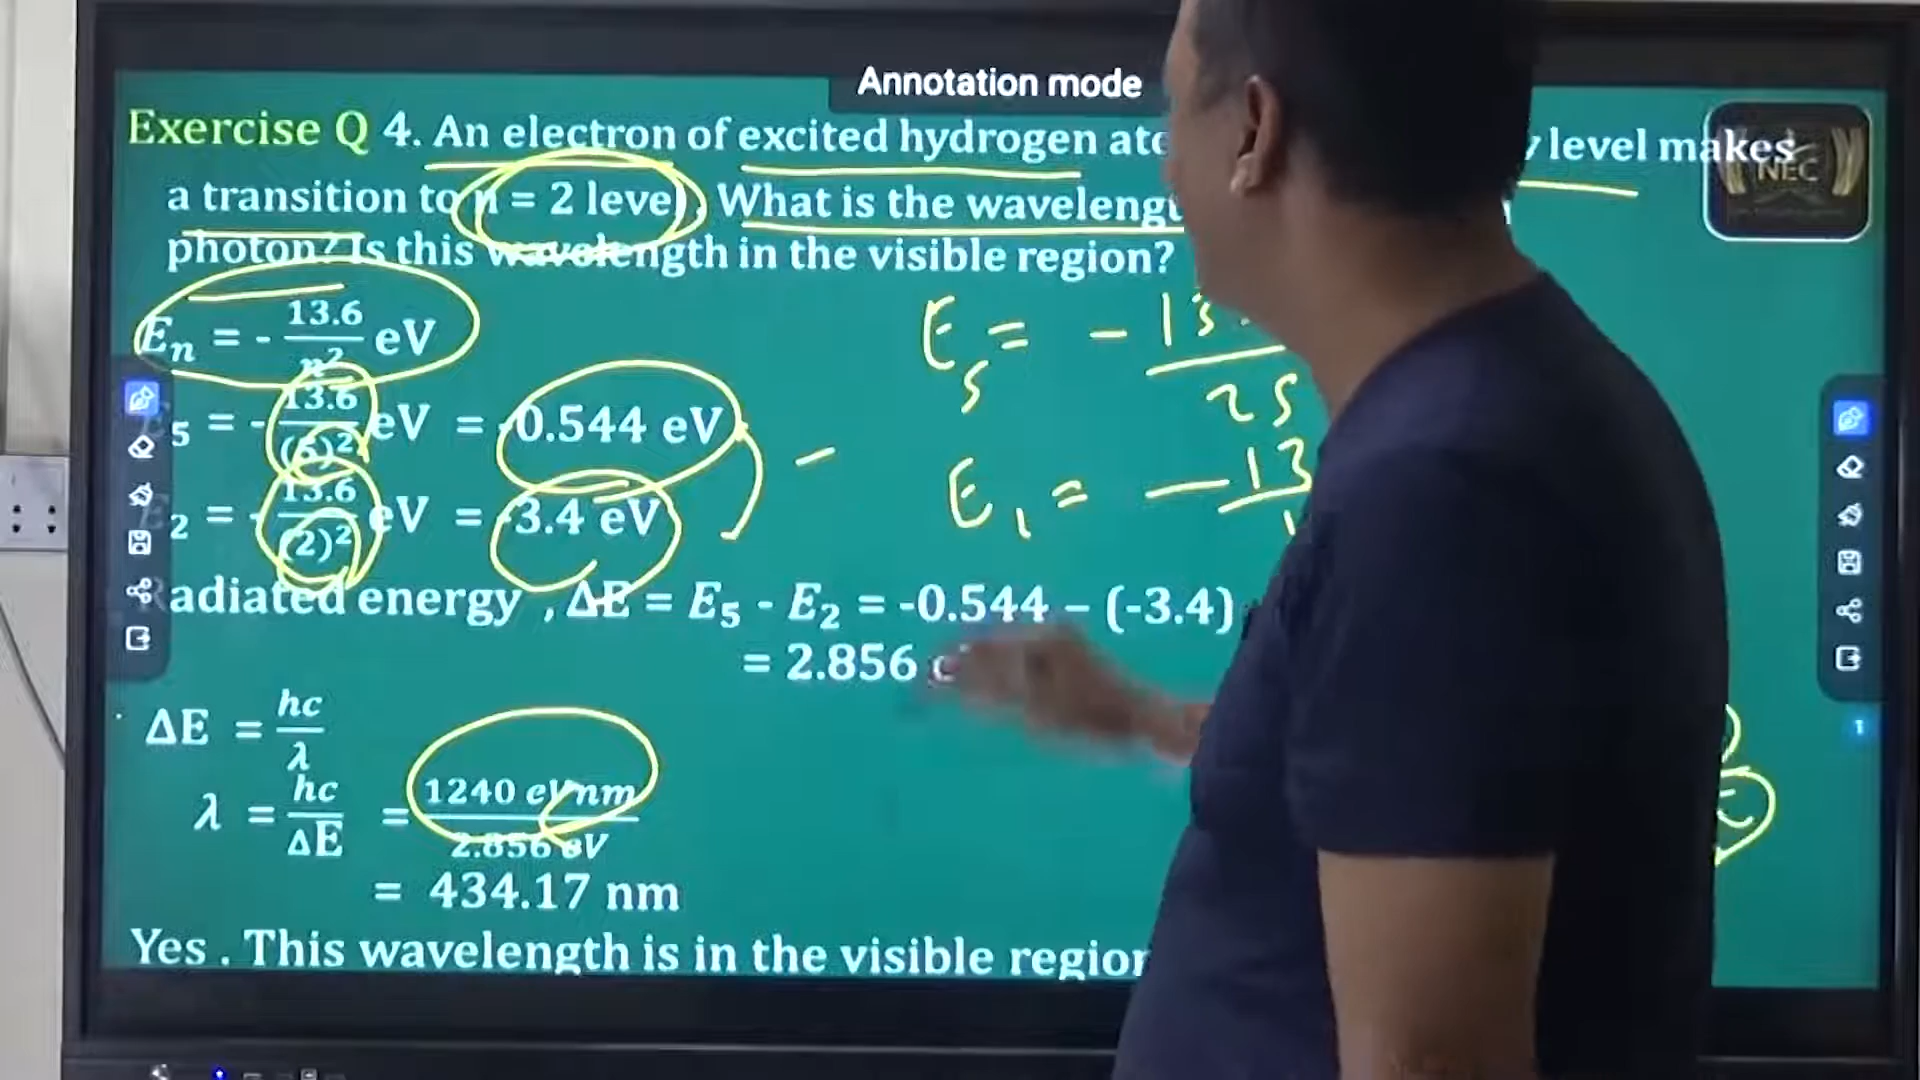 Annotation mode
Exercise Q 4. An electron of excited hydrogen level makes
NEC
a transition to n = 2 level. What is the
photon? Is this wavelength in the visible region?
Eₙ = - 13.6/n² eV
5 = - 13.6/(5)² eV = -0.544 eV
2 = - 13.6/(2)² eV = -3.4 eV
E₅ = - 13 / 25
E₁ = - 13
Radiated energy , ΔE = E₅ - E₂ = -0.544 – (-3.4)
= 2.856
ΔE = hc/λ
λ = hc/ΔE = 1240 eV nm/2.856 eV
= 434.17 nm
Yes . This wavelength is in the visible region
1